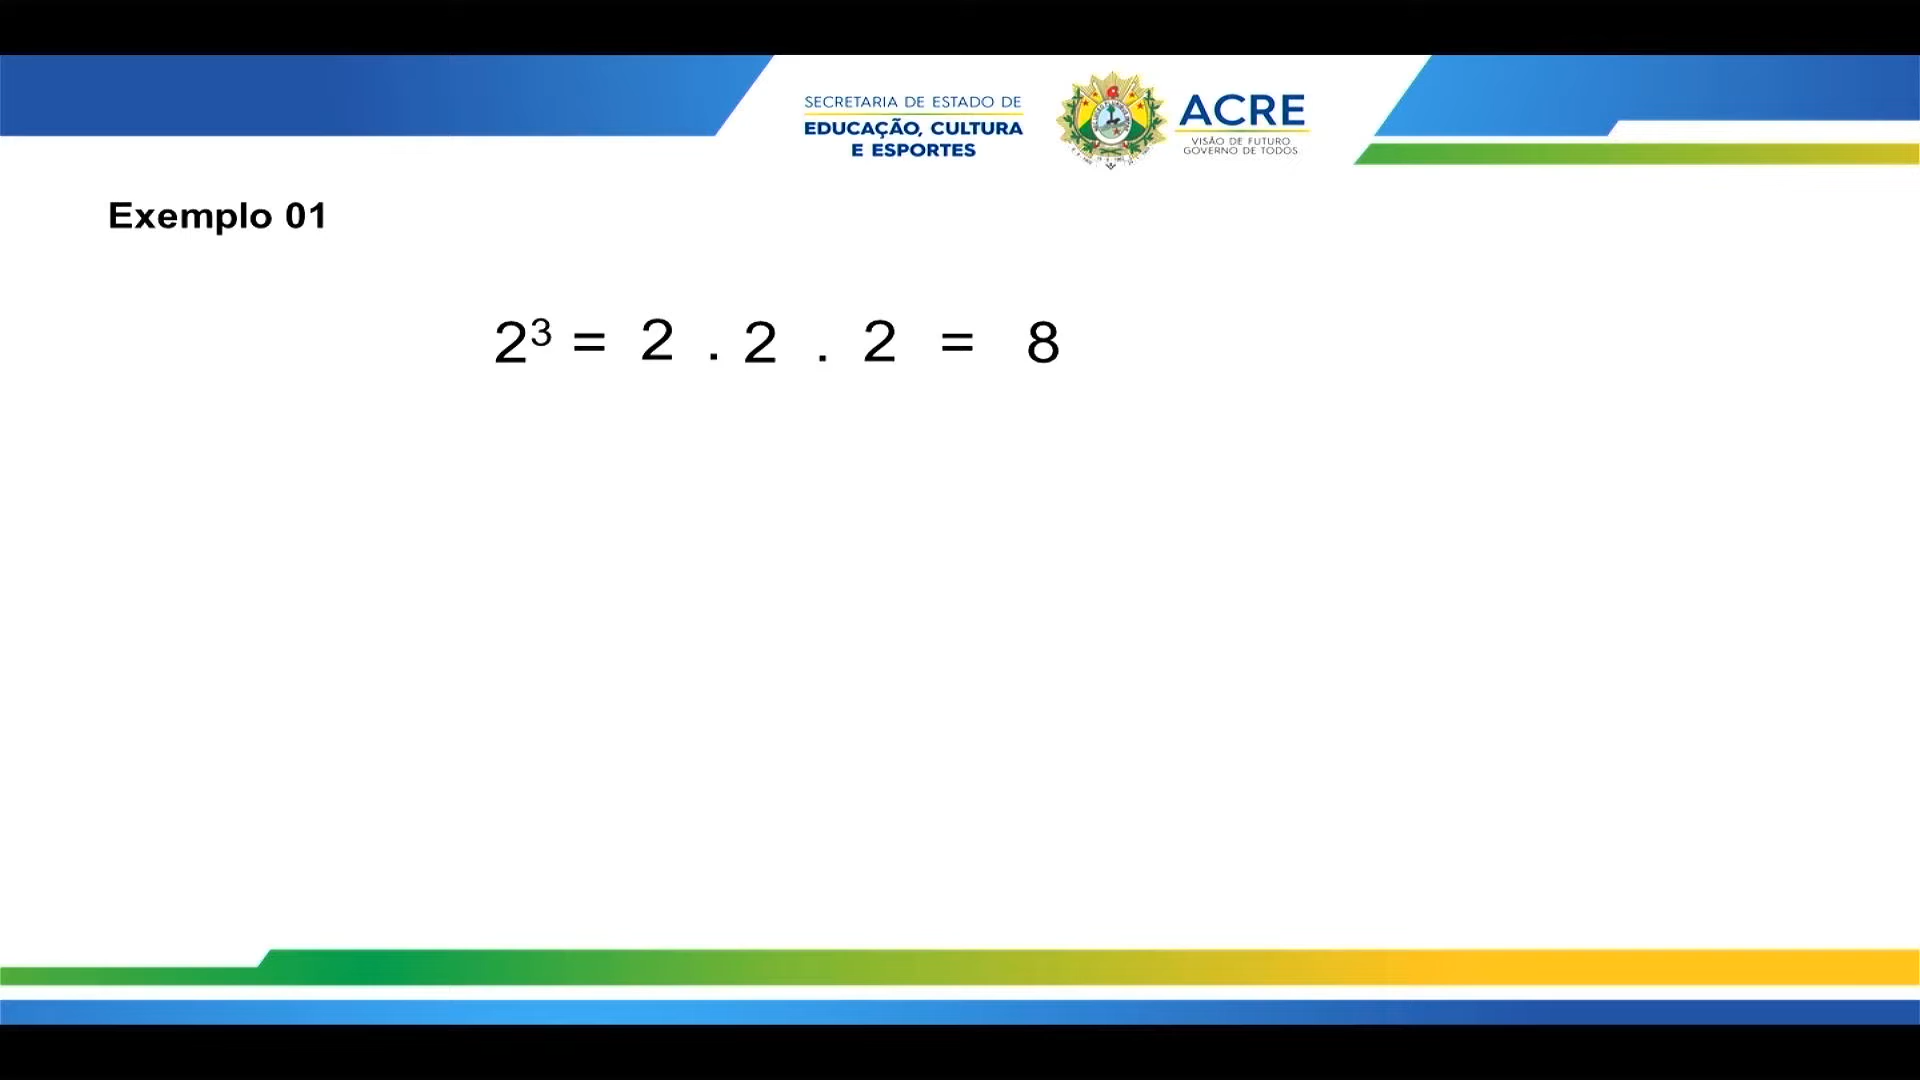 SECRETARIA DE ESTADO DE
EDUCAÇÃO, CULTURA
E ESPORTES
ACRE
VISÃO DE FUTURO
GOVERNO DE TODOS
Exemplo 01
2³ = 2 . 2 . 2 = 8